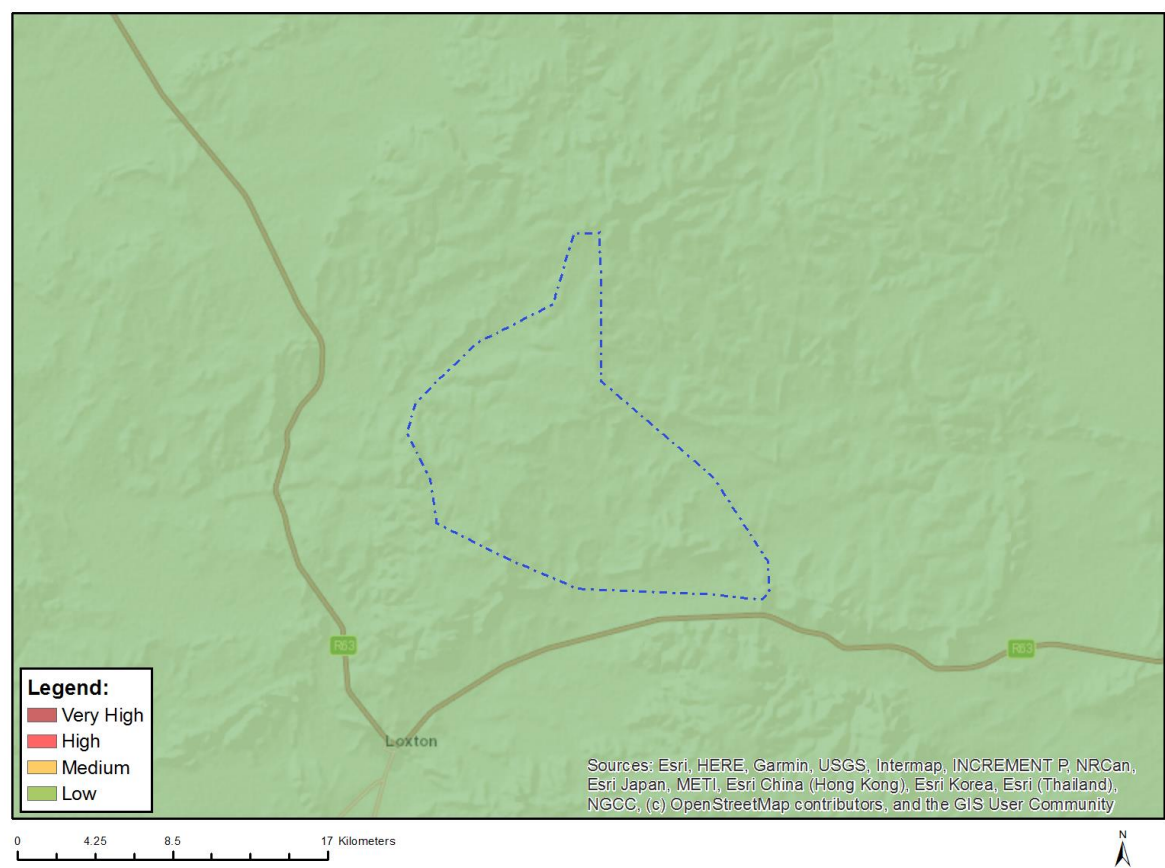 R63
R63
Loxton
Legend:
Very High
High
Medium
Low
Sources: Esri, HERE, Garmin, USGS, Intermap, INCREMENT P, NRCan,
Esri Japan, METI, Esri China (Hong Kong), Esri Korea, Esri (Thailand),
NGCC, (c) OpenStreetMap contributors, and the GIS User Community
0 4.25 8.5 17 Kilometers
N